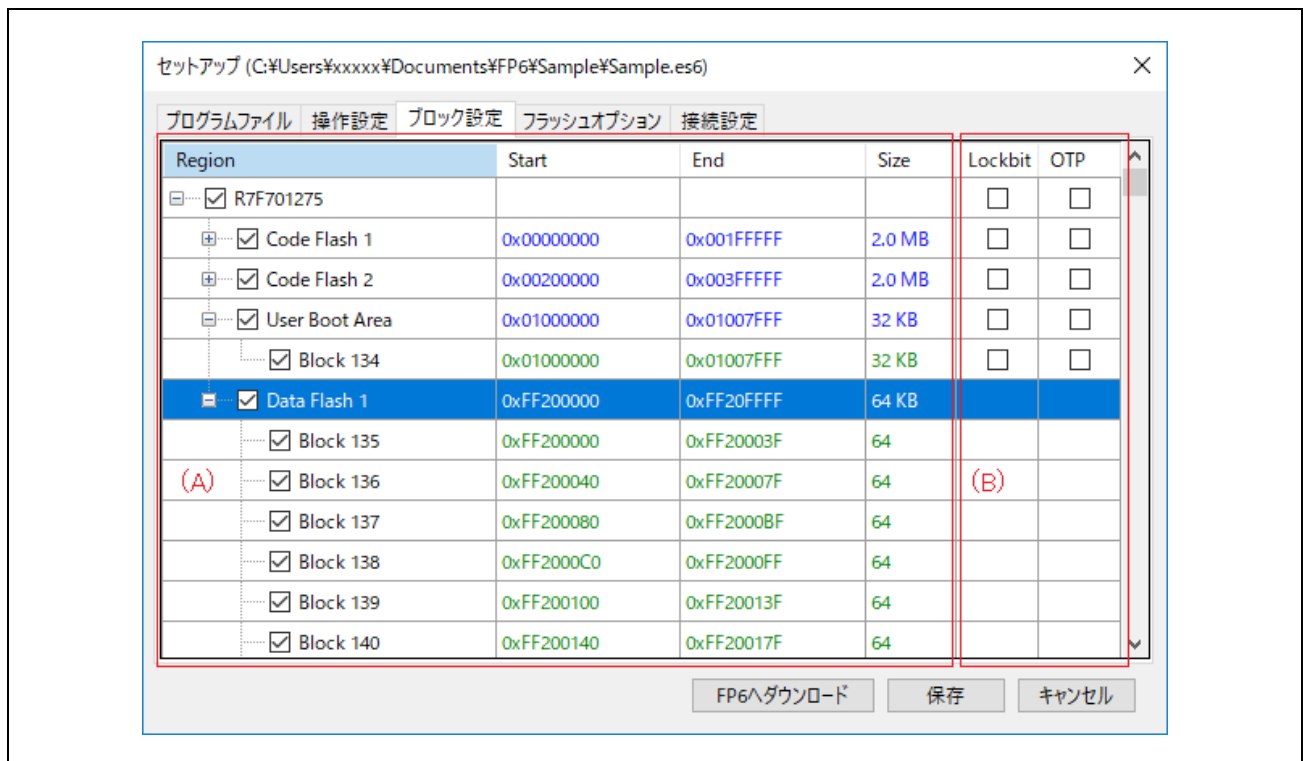 セットアップ (C:¥Users¥xxxxx¥Documents¥FP6¥Sample¥Sample.es6)
プログラムファイル 操作設定 ブロック設定 フラッシュオプション 接続設定
Region Start End Size Lockbit OTP
R7F701275
Code Flash 1 0x00000000 0x001FFFFF 2.0 MB
Code Flash 2 0x00200000 0x003FFFFF 2.0 MB
User Boot Area 0x01000000 0x01007FFF 32 KB
Block 134 0x01000000 0x01007FFF 32 KB
Data Flash 1 0xFF200000 0xFF20FFFF 64 KB
Block 135 0xFF200000 0xFF20003F 64
(A) Block 136 0xFF200040 0xFF20007F 64 (B)
Block 137 0xFF200080 0xFF2000BF 64
Block 138 0xFF2000C0 0xFF2000FF 64
Block 139 0xFF200100 0xFF20013F 64
Block 140 0xFF200140 0xFF20017F 64
FP6へダウンロード 保存 キャンセル